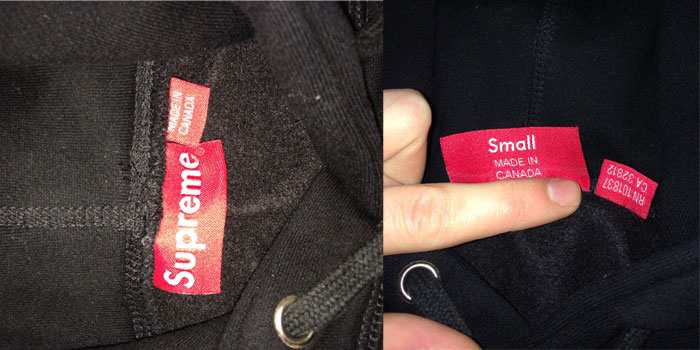 MADE IN
CANADA
Supreme®
Small
MADE IN
CANADA
RN 101837
CA 32812